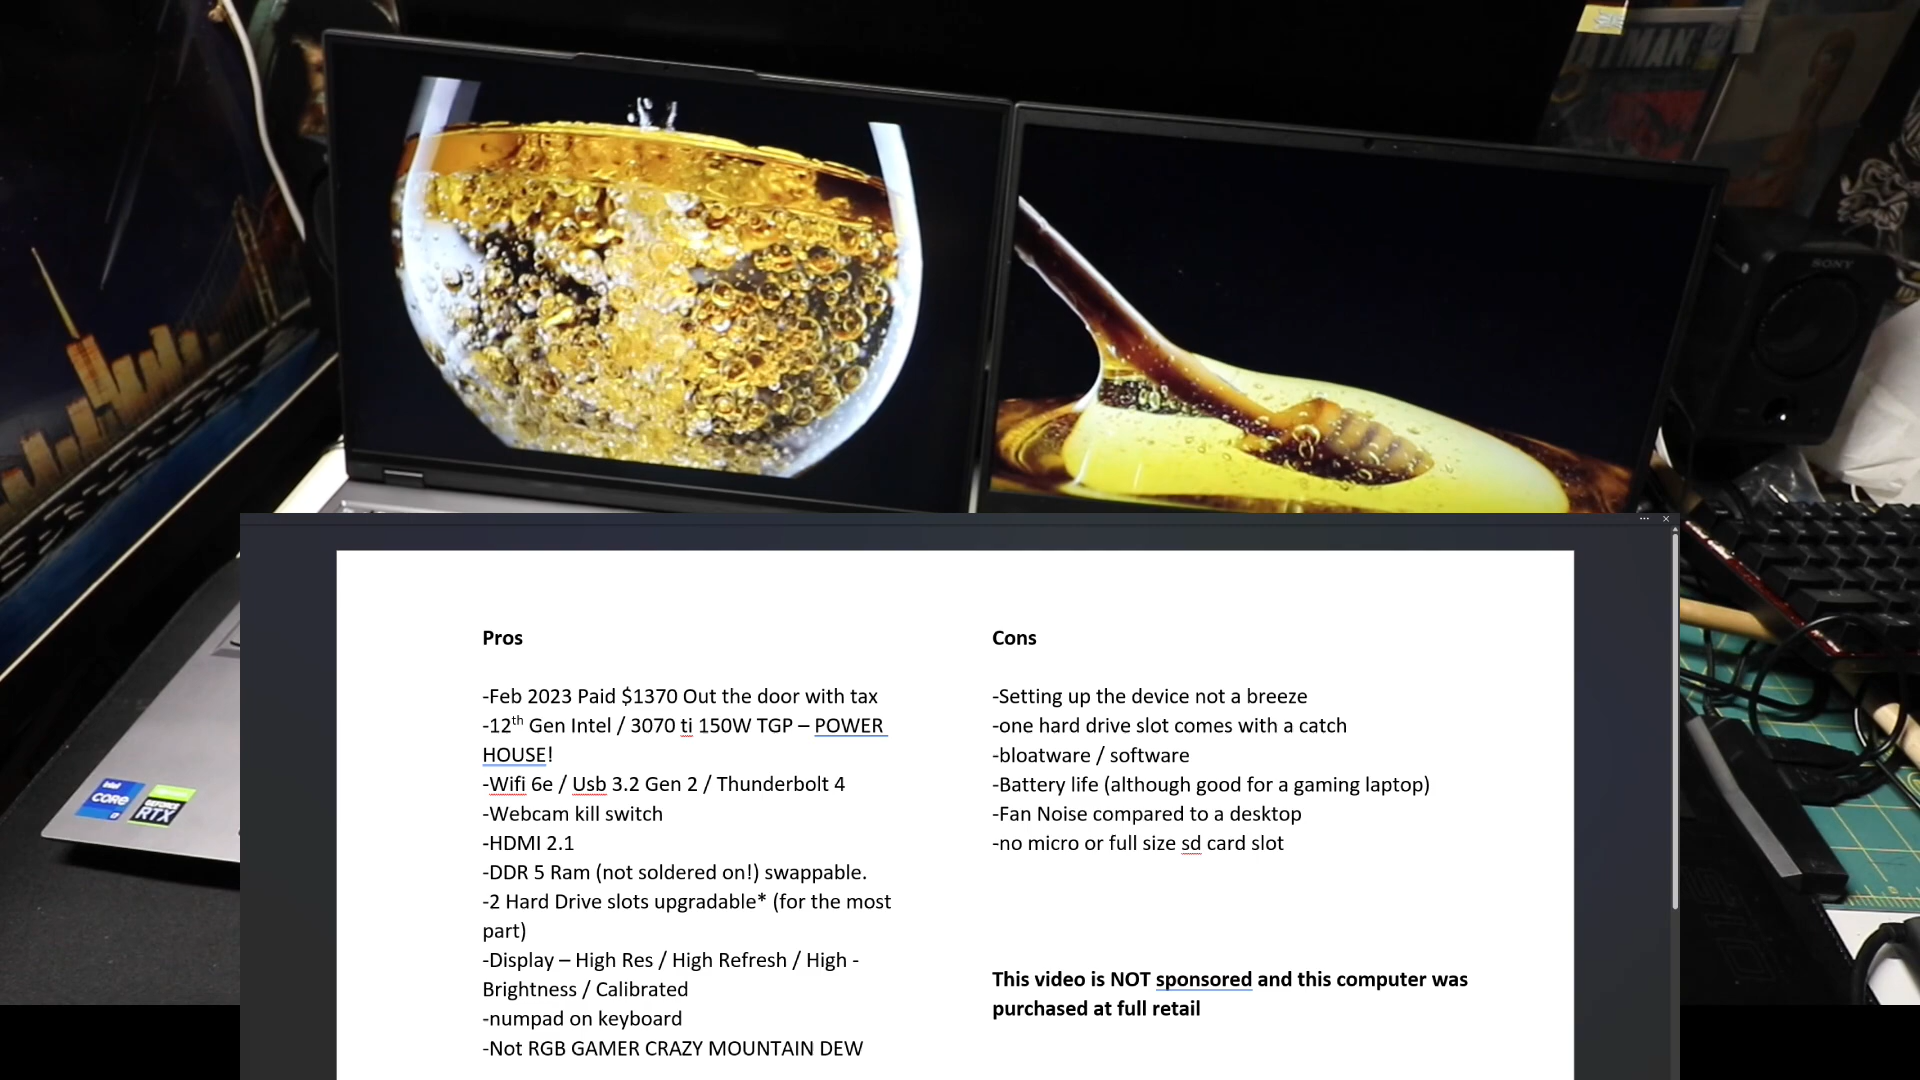 ATMAN
SONY
Pros
-Feb 2023 Paid $1370 Out the door with tax
-12th Gen Intel / 3070 ti 150W TGP – POWER
HOUSE!
-Wifi 6e / Usb 3.2 Gen 2 / Thunderbolt 4
-Webcam kill switch
-HDMI 2.1
-DDR 5 Ram (not soldered on!) swappable.
-2 Hard Drive slots upgradable* (for the most
part)
-Display – High Res / High Refresh / High -
Brightness / Calibrated
-numpad on keyboard
-Not RGB GAMER CRAZY MOUNTAIN DEW
Cons
-Setting up the device not a breeze
-one hard drive slot comes with a catch
-bloatware / software
-Battery life (although good for a gaming laptop)
-Fan Noise compared to a desktop
-no micro or full size sd card slot
This video is NOT sponsored and this computer was
purchased at full retail
intel
CORE
GEFORCE
RTX